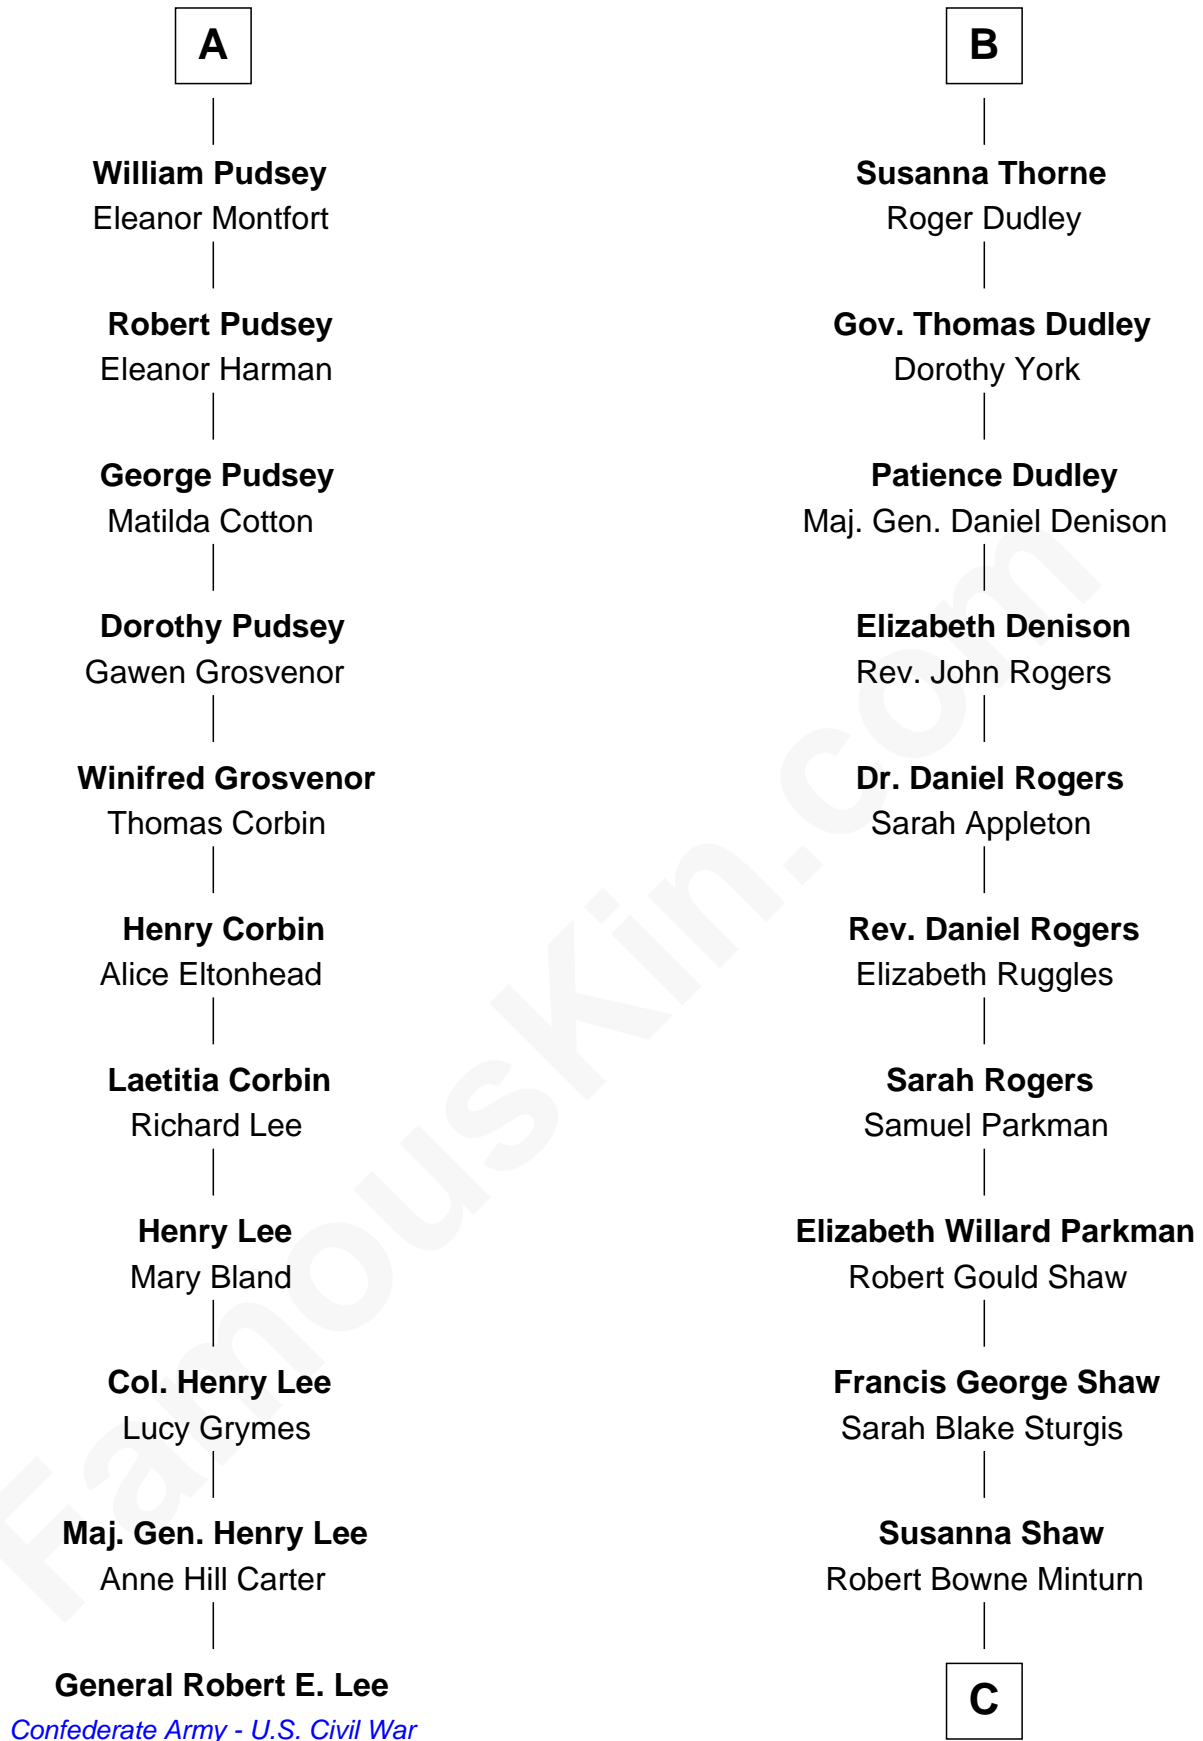 A
William Pudsey
Eleanor Montfort
Robert Pudsey
Eleanor Harman
George Pudsey
Matilda Cotton
Dorothy Pudsey
Gawen Grosvenor
Winifred Grosvenor
Thomas Corbin
Henry Corbin
Alice Eltonhead
Laetitia Corbin
Richard Lee
Henry Lee
Mary Bland
Col. Henry Lee
Lucy Grymes
Maj. Gen. Henry Lee
Anne Hill Carter
General Robert E. Lee
Confederate Army - U.S. Civil War
B
Susanna Thorne
Roger Dudley
Gov. Thomas Dudley
Dorothy York
Patience Dudley
Maj. Gen. Daniel Denison
Elizabeth Denison
Rev. John Rogers
Dr. Daniel Rogers
Sarah Appleton
Rev. Daniel Rogers
Elizabeth Ruggles
Sarah Rogers
Samuel Parkman
Elizabeth Willard Parkman
Robert Gould Shaw
Francis George Shaw
Sarah Blake Sturgis
Susanna Shaw
Robert Bowne Minturn
C
FamousKin.com